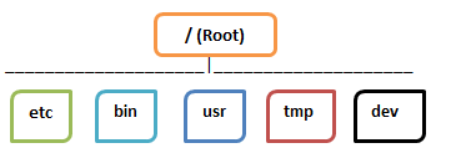 / (Root)
etc bin usr tmp dev